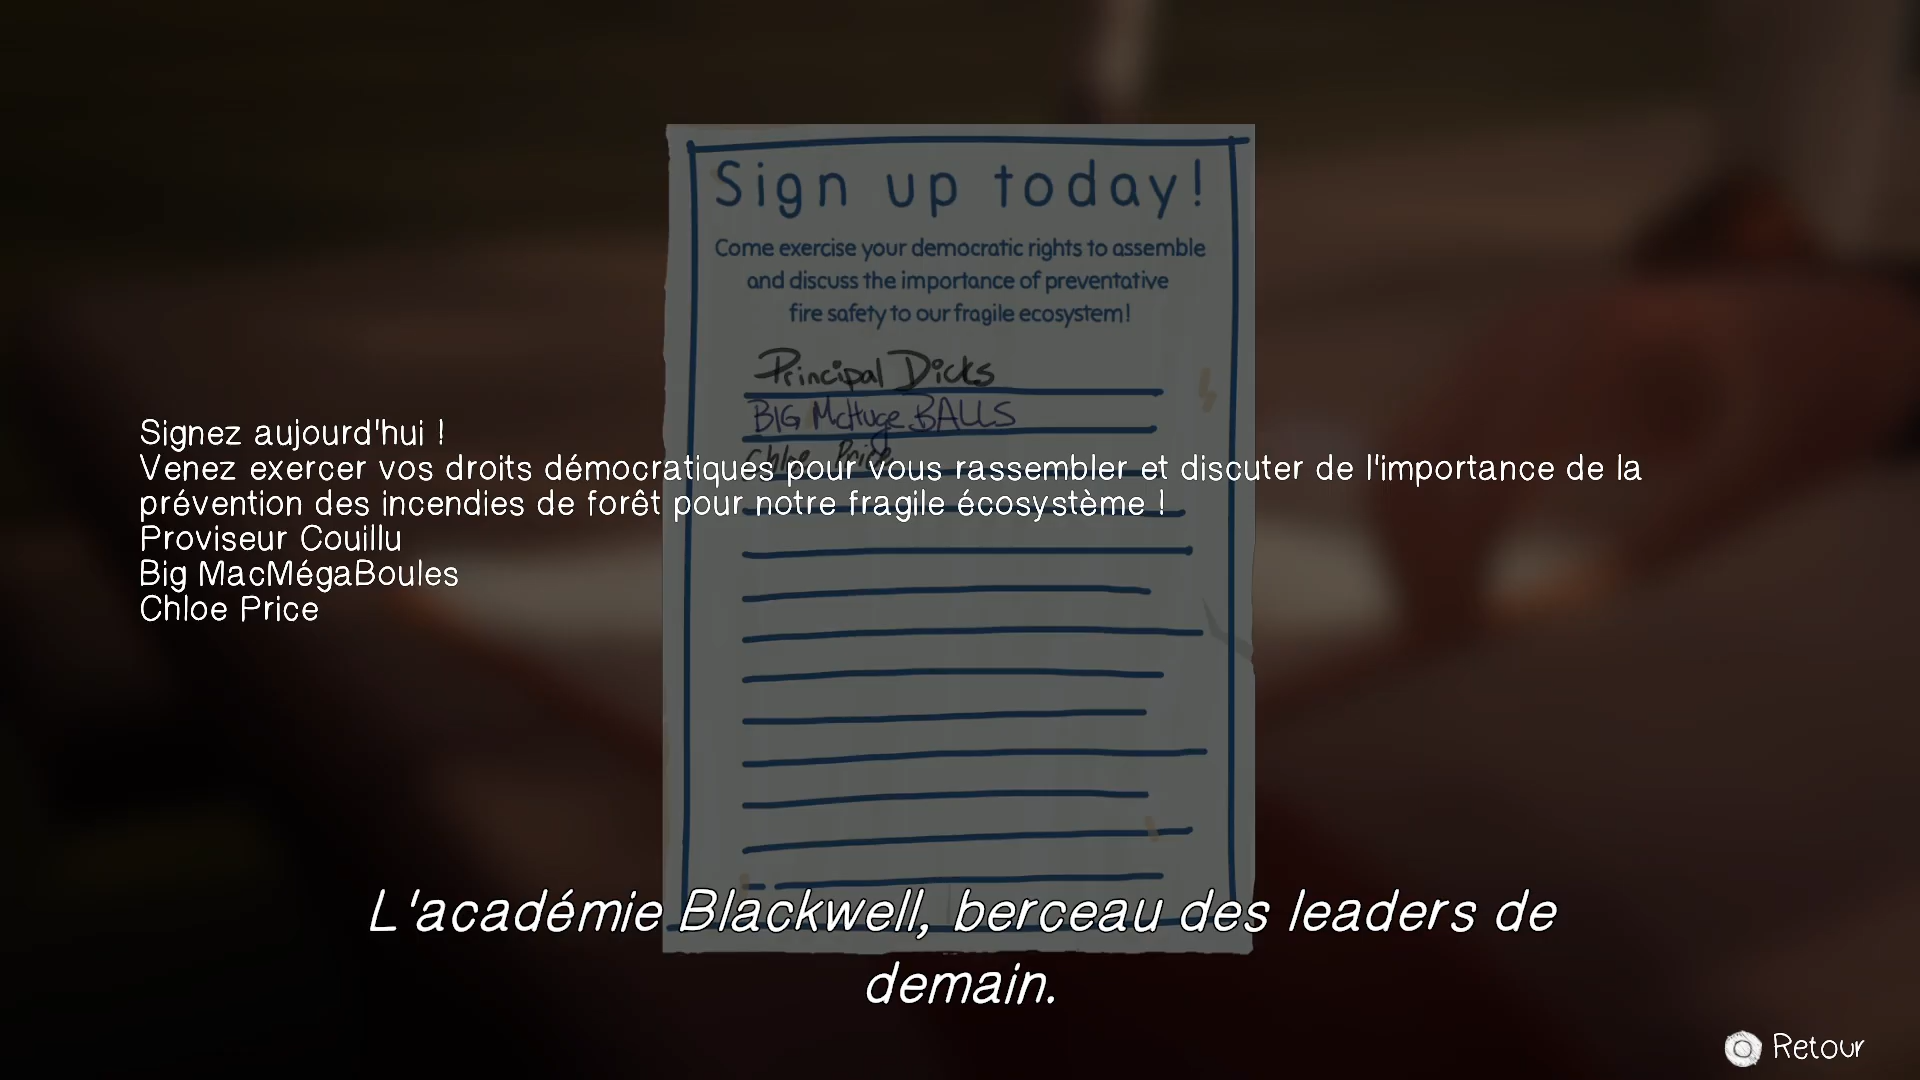 Sign up today!
Come exercise your democratic rights to assemble
and discuss the importance of preventative
fire safety to our fragile ecosystem!
Principal Dicks
BIG McHuge BALLS
Chloe Price
Signez aujourd'hui !
Venez exercer vos droits démocratiques pour vous rassembler et discuter de l'importance de la
prévention des incendies de forêt pour notre fragile écosystème !
Proviseur Couillu
Big MacMégaBoules
Chloe Price
L'académie Blackwell, berceau des leaders de
demain.
Retour